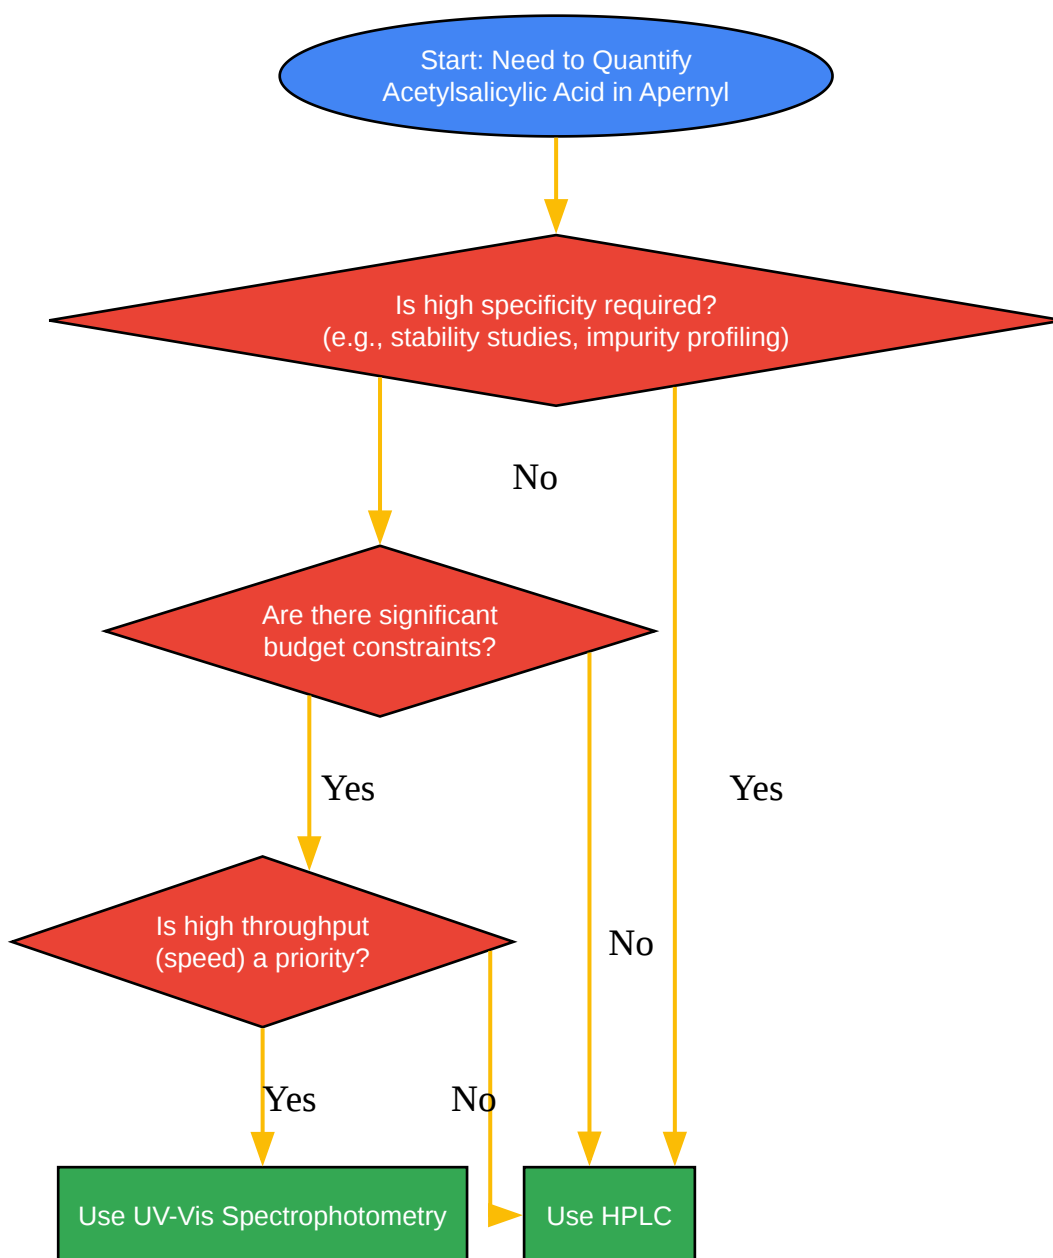 Start: Need to Quantify
Acetylsalicylic Acid in Apernyl
Is high specificity required?
(e.g., stability studies, impurity profiling)
No
Are there significant
budget constraints?
Yes
Yes
Is high throughput
(speed) a priority?
No
Yes
No
Use UV-Vis Spectrophotometry
Use HPLC